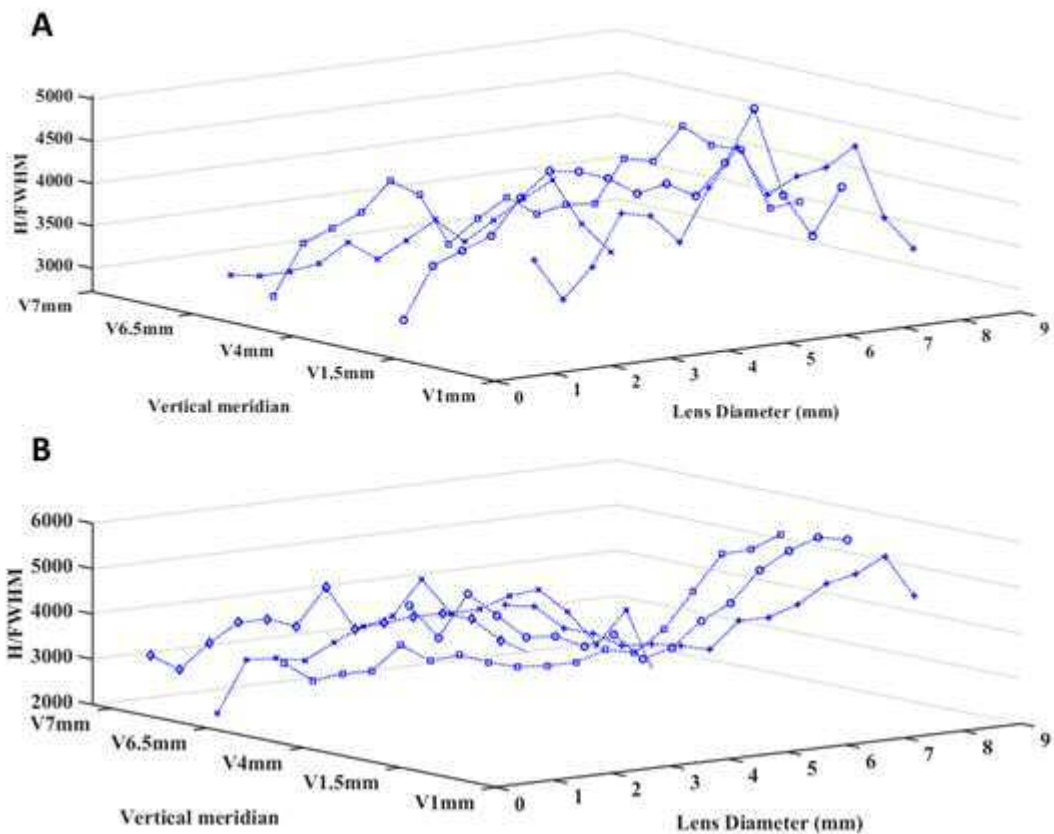 A
5000
4500
4000
3500
3000
H/FWHM
V7mm
V6.5mm
V4mm
V1.5mm
V1mm
Vertical meridian
0 1 2 3 4 5 6 7 8 9
Lens Diameter (mm)
B
6000
5000
4000
3000
2000
H/FWHM
V7mm
V6.5mm
V4mm
V1.5mm
V1mm
Vertical meridian
0 1 2 3 4 5 6 7 8 9
Lens Diameter (mm)